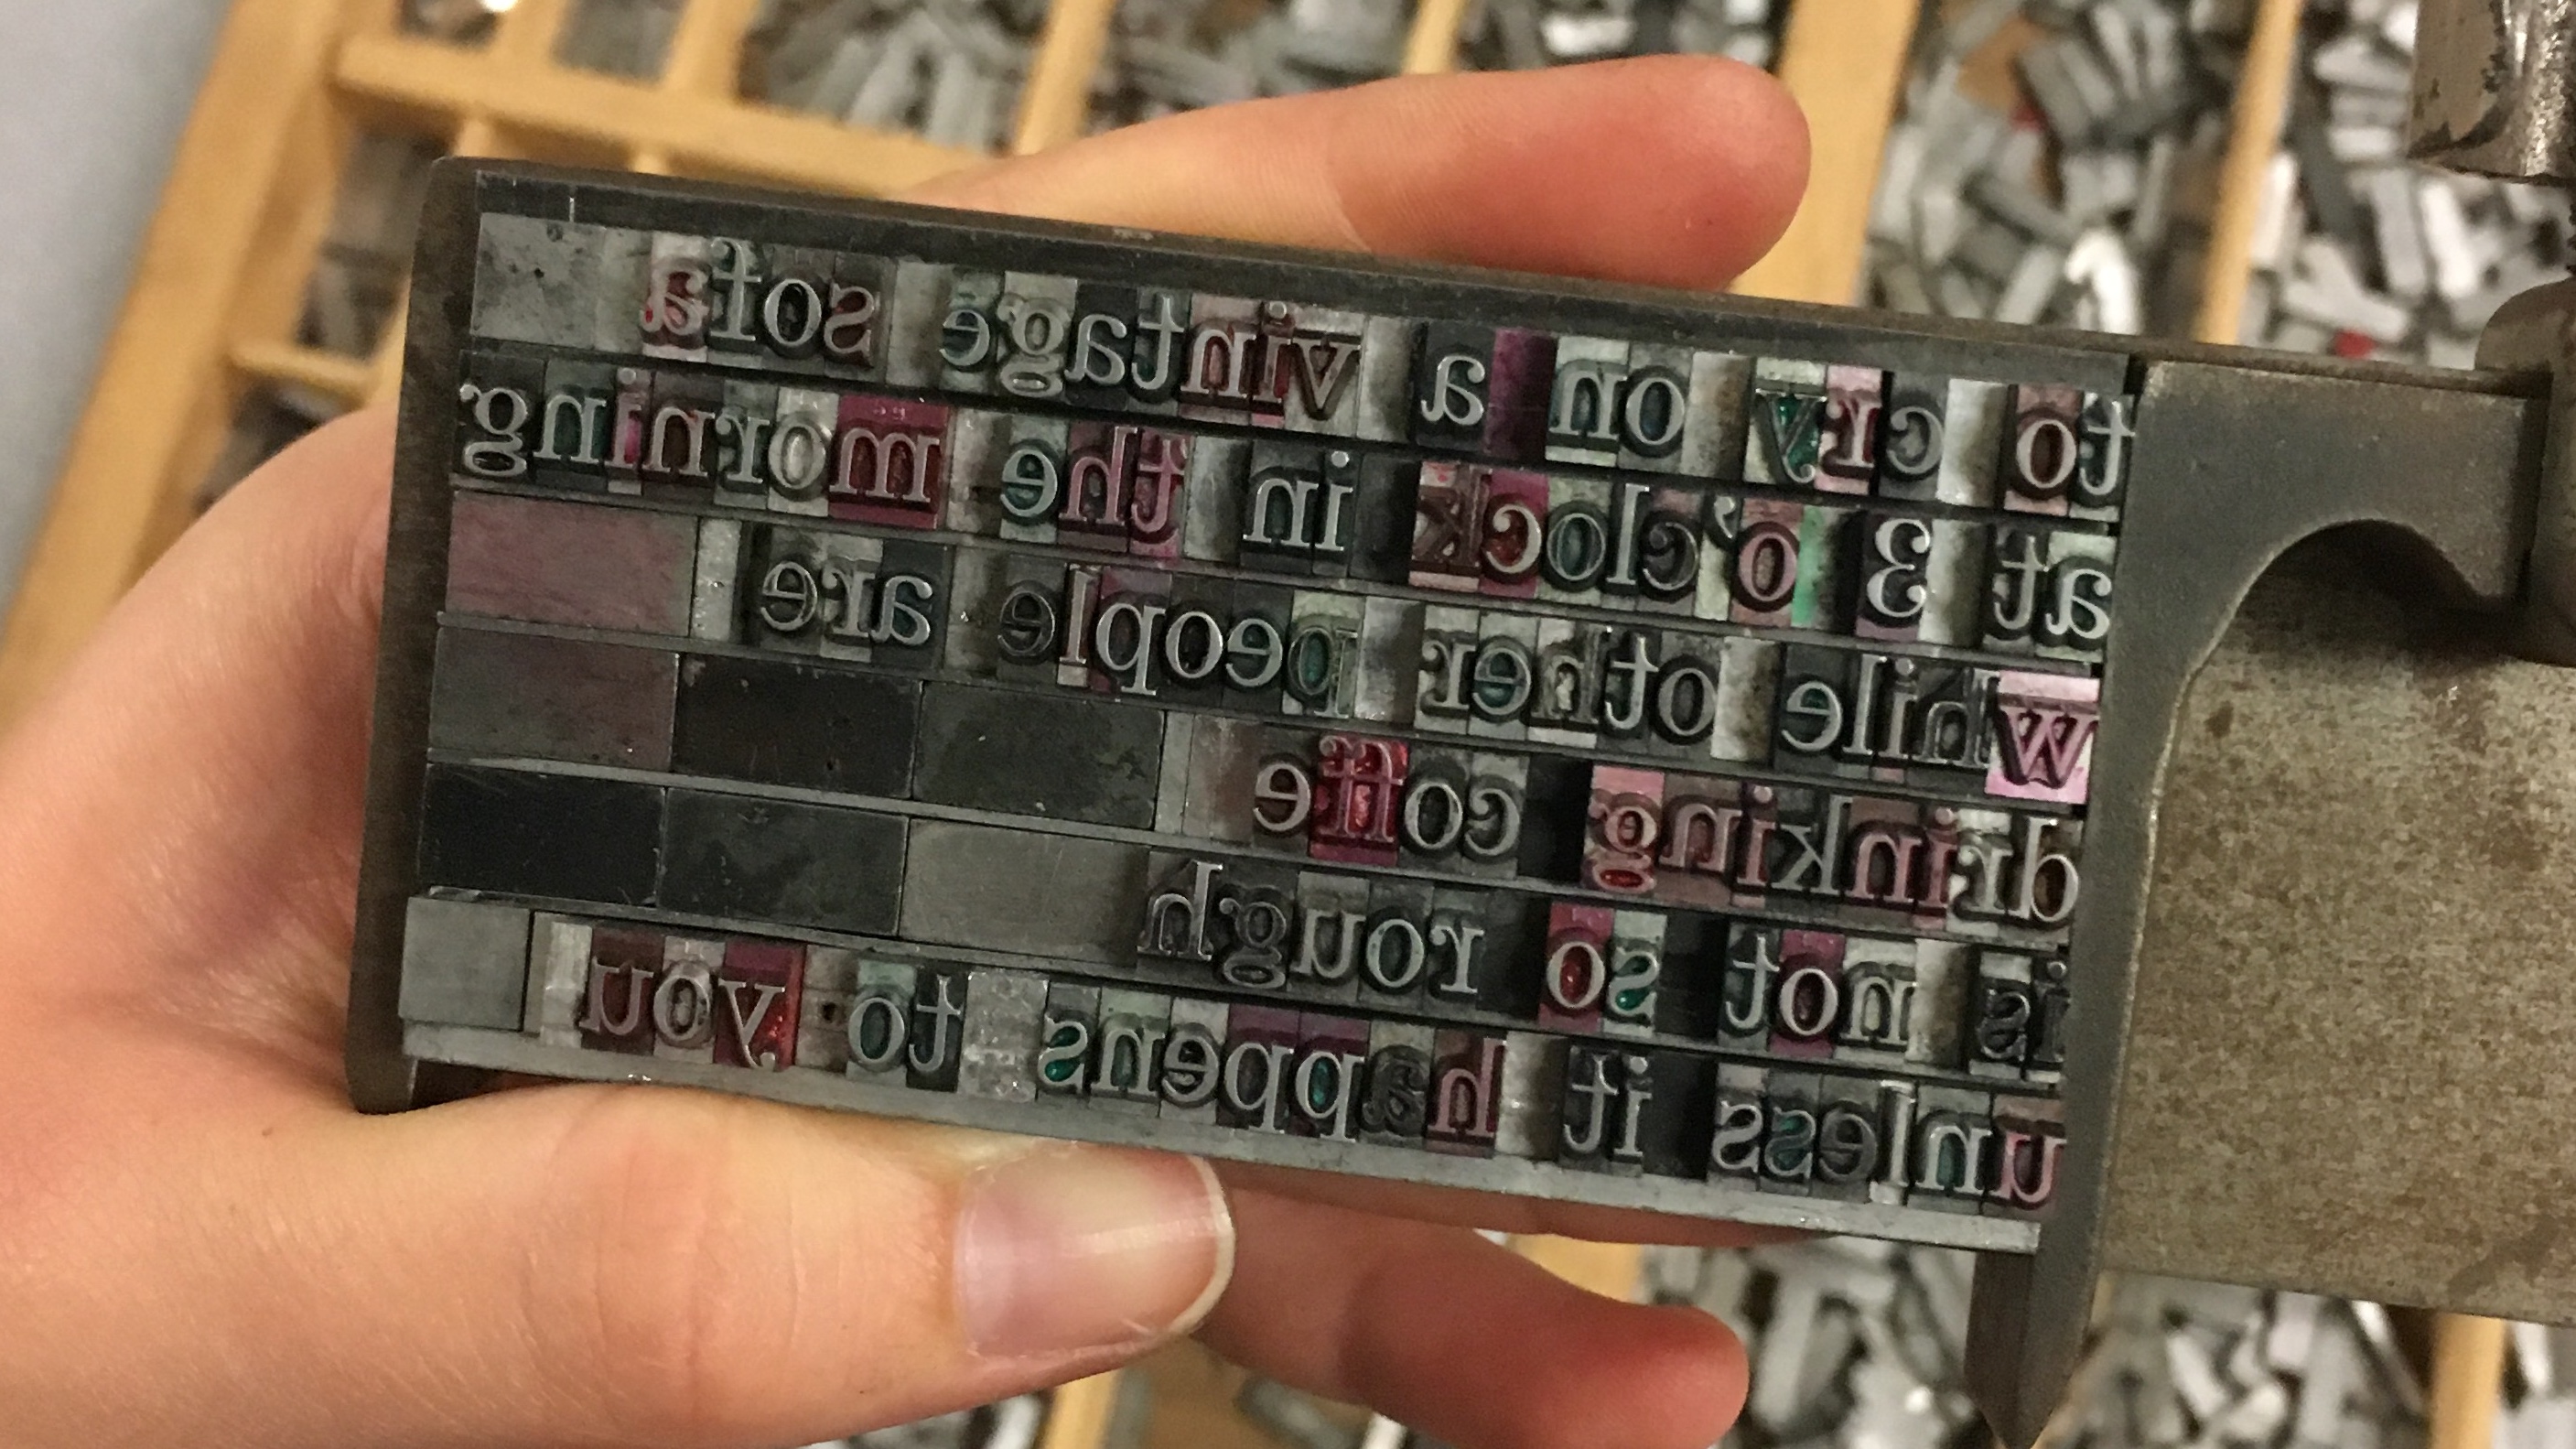 to cry on a vintage sofa
at 3 o'clock in the morning
while other people are
drinking coffe
is not so rough
unless it happens to you